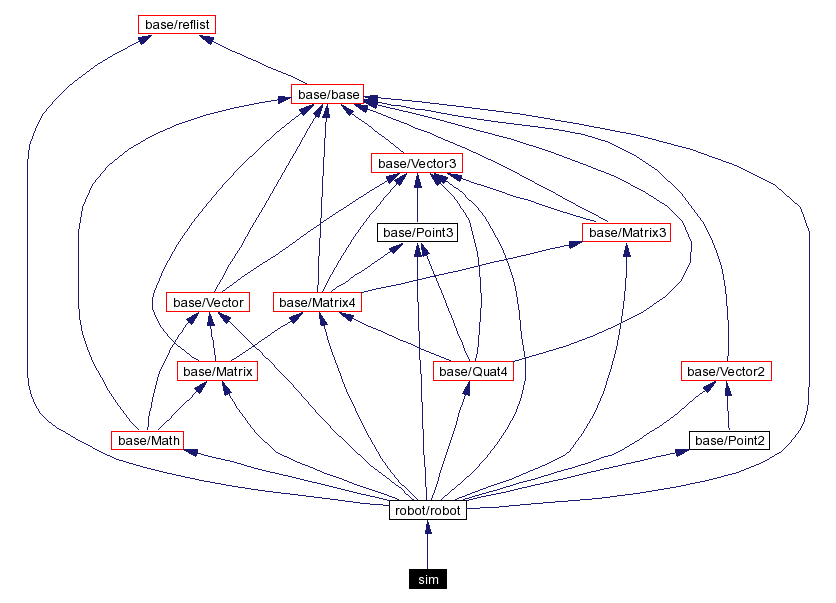 base/reflist
base/base
base/Vector3
base/Point3
base/Matrix3
base/Vector
base/Matrix4
base/Matrix
base/Quat4
base/Vector2
base/Math
base/Point2
robot/robot
sim